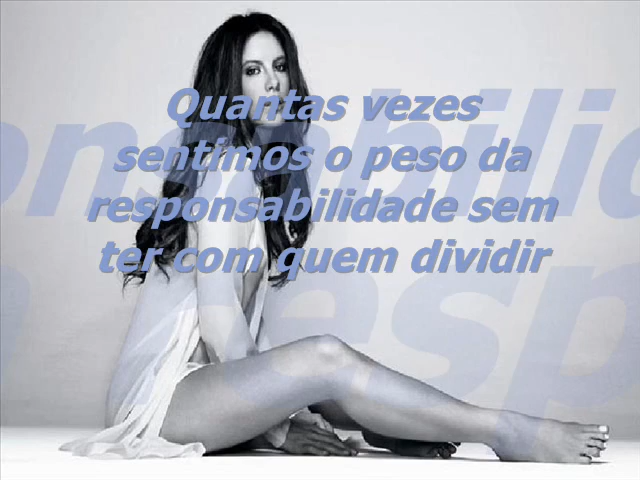 Quantas vezes
sentimos o peso da
responsabilidade sem
ter com quem dividir